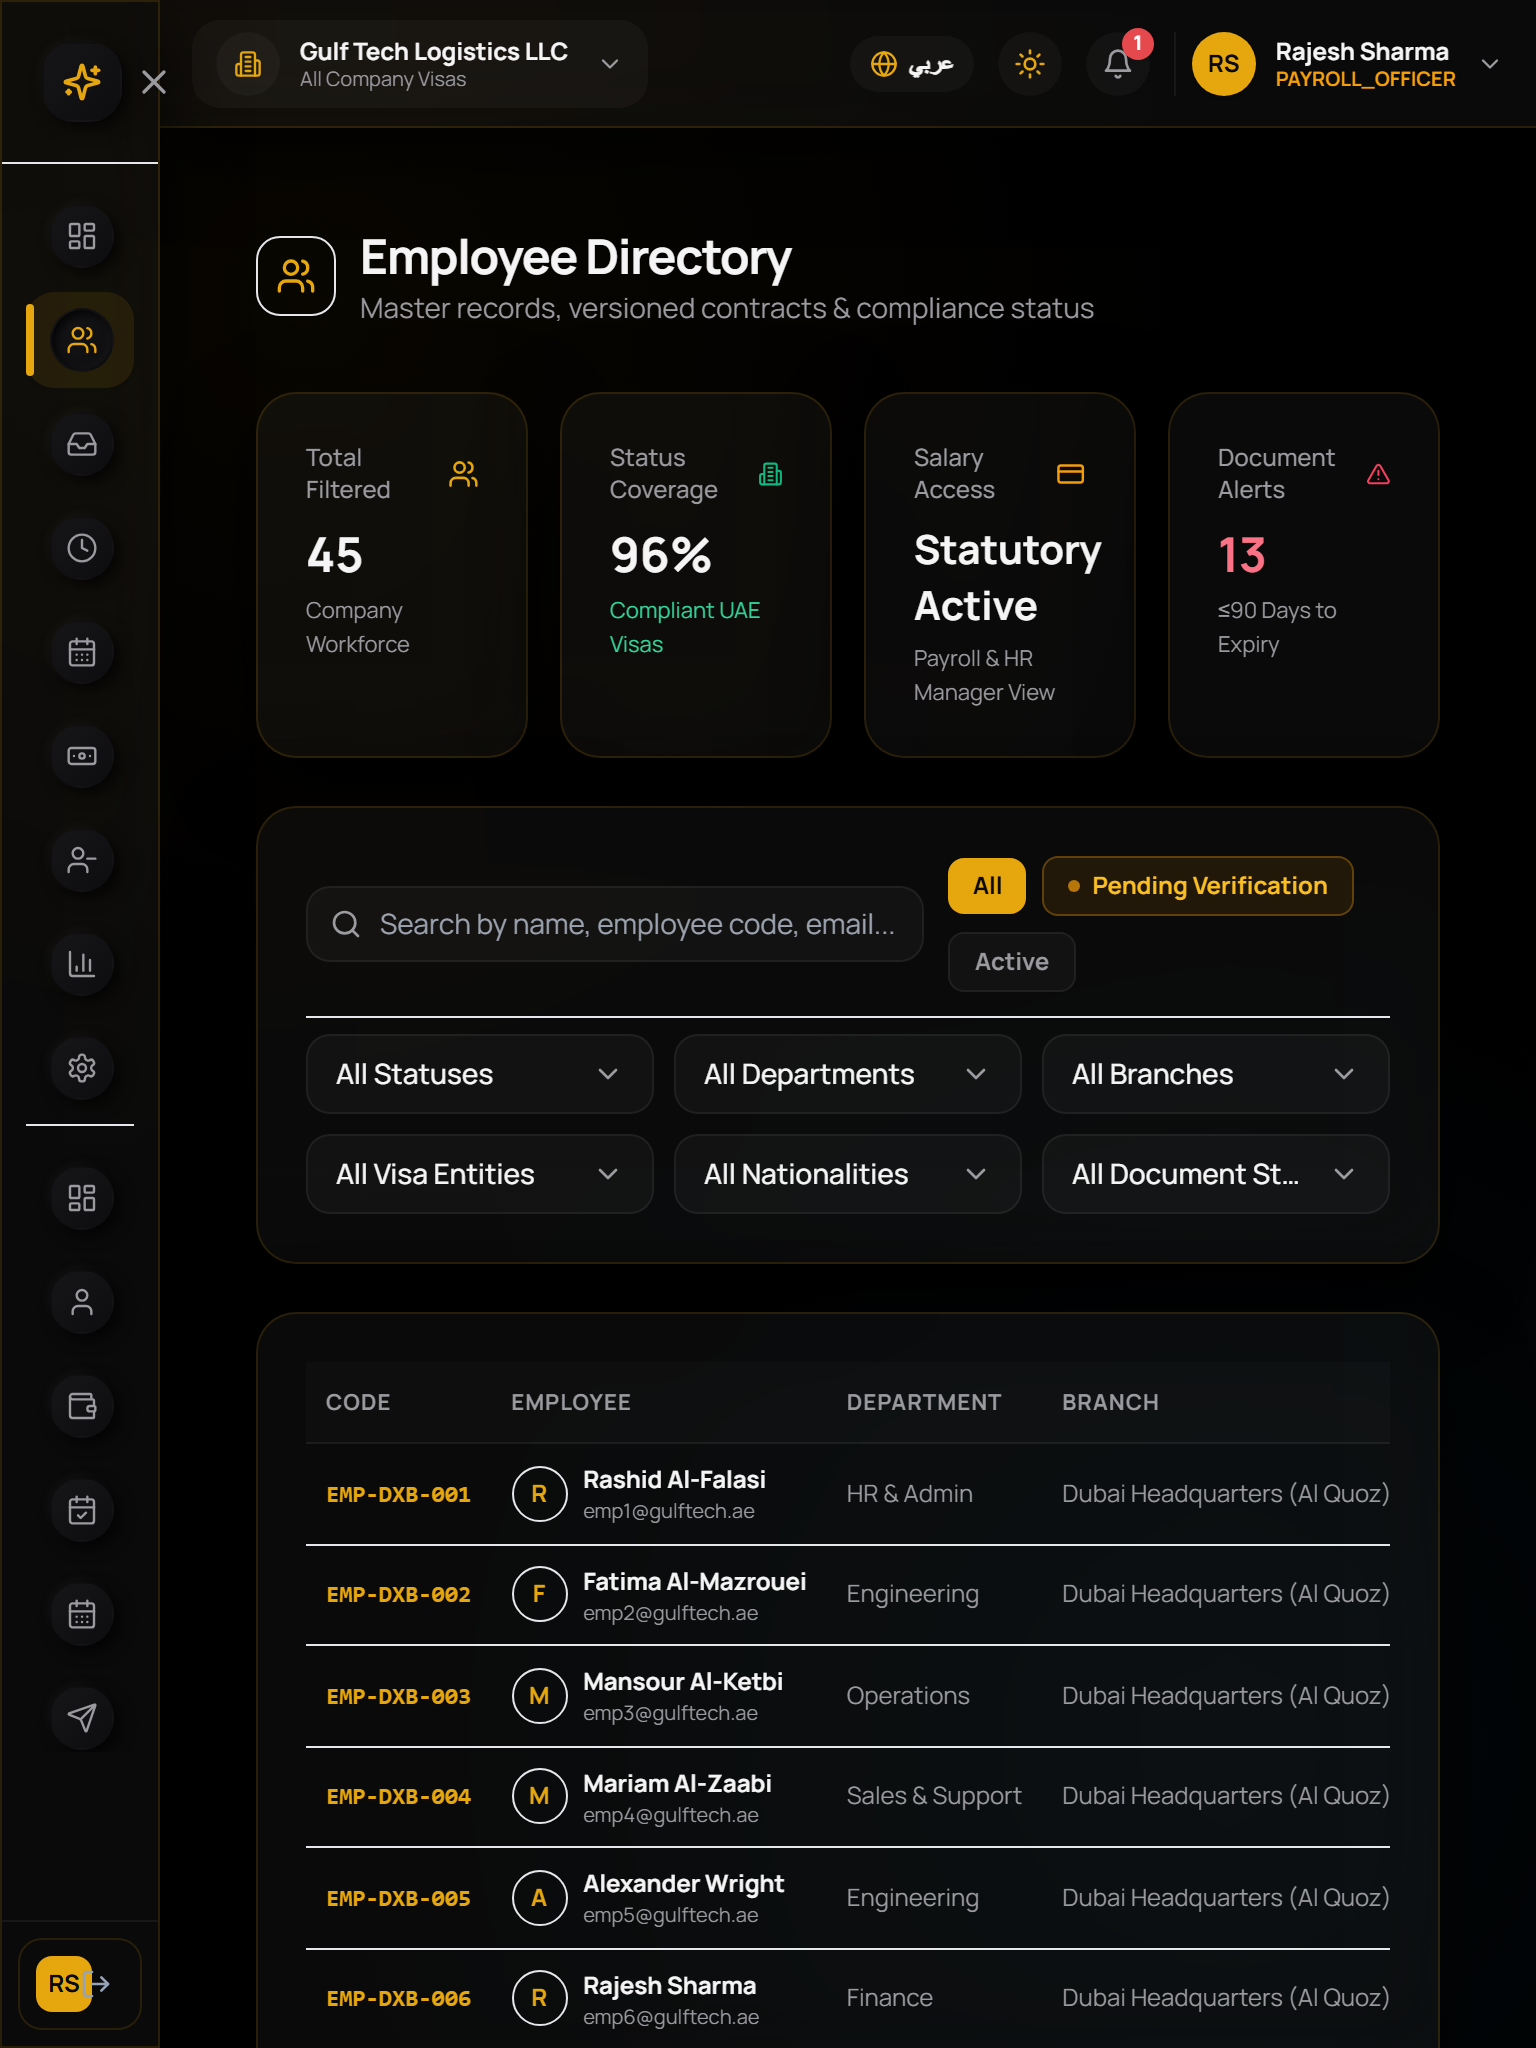 Gulf Tech Logistics LLC
All Company Visas
عربي
1
RS
Rajesh Sharma
PAYROLL_OFFICER
Employee Directory
Master records, versioned contracts & compliance status
Total
Filtered
45
Company
Workforce
Status
Coverage
96%
Compliant UAE
Visas
Salary
Access
Statutory
Active
Payroll & HR
Manager View
Document
Alerts
13
≤90 Days to
Expiry
Search by name, employee code, email...
All
Pending Verification
Active
All Statuses
All Departments
All Branches
All Visa Entities
All Nationalities
All Document St...
CODE EMPLOYEE DEPARTMENT BRANCH
EMP-DXB-001 R Rashid Al-Falasi HR & Admin Dubai Headquarters (Al Quoz)
emp1@gulftech.ae
EMP-DXB-002 F Fatima Al-Mazrouei Engineering Dubai Headquarters (Al Quoz)
emp2@gulftech.ae
EMP-DXB-003 M Mansour Al-Ketbi Operations Dubai Headquarters (Al Quoz)
emp3@gulftech.ae
EMP-DXB-004 M Mariam Al-Zaabi Sales & Support Dubai Headquarters (Al Quoz)
emp4@gulftech.ae
EMP-DXB-005 A Alexander Wright Engineering Dubai Headquarters (Al Quoz)
emp5@gulftech.ae
EMP-DXB-006 R Rajesh Sharma Finance Dubai Headquarters (Al Quoz)
emp6@gulftech.ae
RS